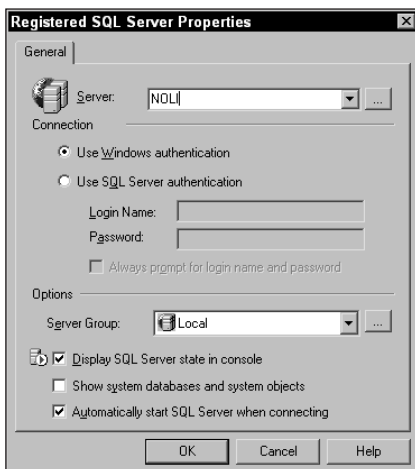 Registered SQL Server Properties
General
Server: NOLI ...
Connection
Use Windows authentication
Use SQL Server authentication
Login Name:
Password:
Always prompt for login name and password
Options
Server Group: Local ...
Display SQL Server state in console
Show system databases and system objects
Automatically start SQL Server when connecting
OK Cancel Help